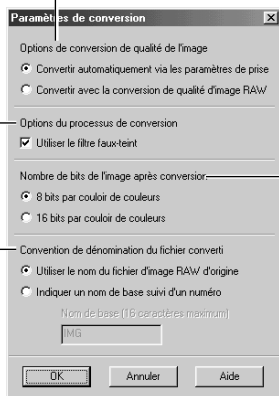 Paramètres de conversion
Options de conversion de qualité de l'image
Convertir automatiquement via les paramètres de prise
Convertir avec la conversion de qualité d'image RAW
Options du processus de conversion
Utiliser le filtre faux-teint
Nombre de bits de l'image après conversion
8 bits par couloir de couleurs
16 bits par couloir de couleurs
Convention de dénomination du fichier converti
Utiliser le nom du fichier d'image RAW d'origine
Indiquer un nom de base suivi d'un numéro
Nom de base (16 caractères maximum)
IMG
OK Annuler Aide